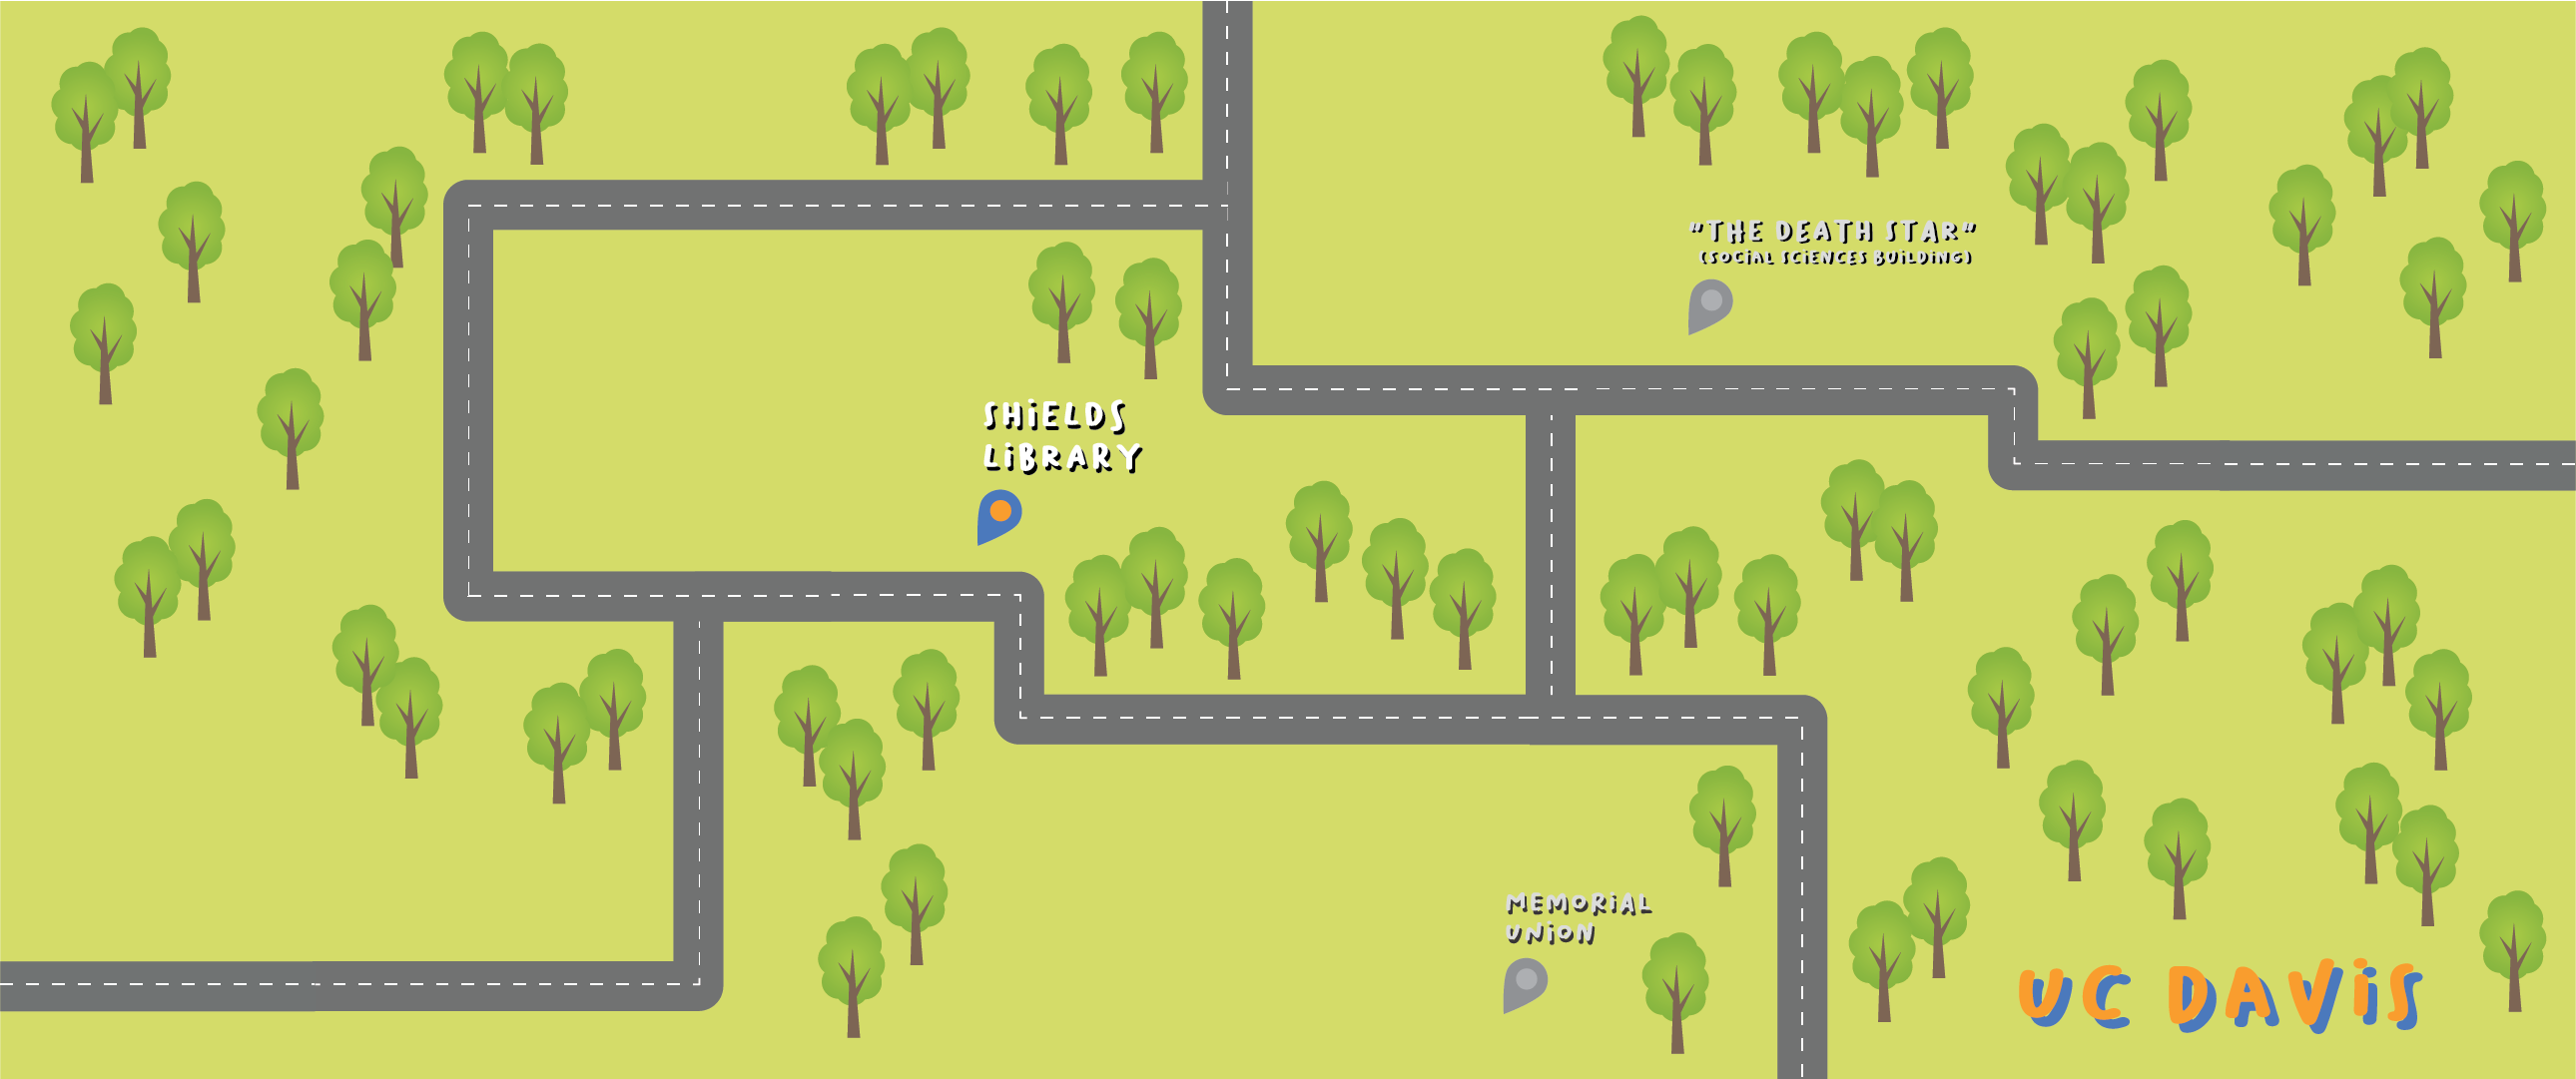 "THE DEATH STAR"
(SOCIAL SCIENCES BUILDING)
SHIELDS
LIBRARY
MEMORIAL
UNION
UC DAVIS